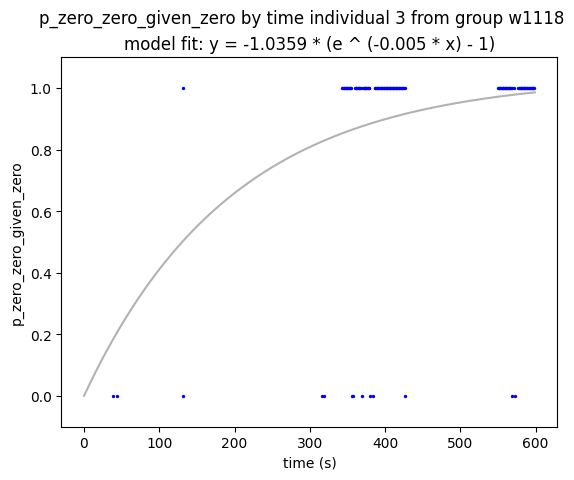 p_zero_zero_given_zero by time individual 3 from group w1118
model fit: y = -1.0359 * (e ^ (-0.005 * x) - 1)
1.0
0.8
0.6
0.4
0.2
0.0
p_zero_zero_given_zero
0 100 200 300 400 500 600
time (s)